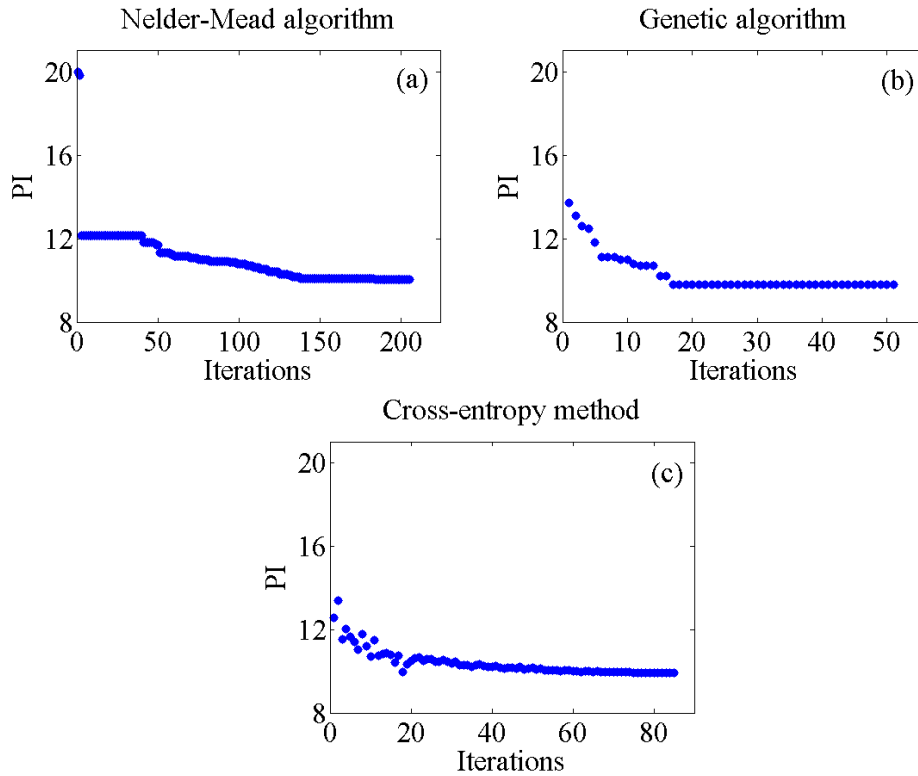 Nelder-Mead algorithm
(a)
PI
20
16
12
8
0 50 100 150 200
Iterations
Genetic algorithm
(b)
PI
20
16
12
8
0 10 20 30 40 50
Iterations
Cross-entropy method
(c)
PI
20
16
12
8
0 20 40 60 80
Iterations